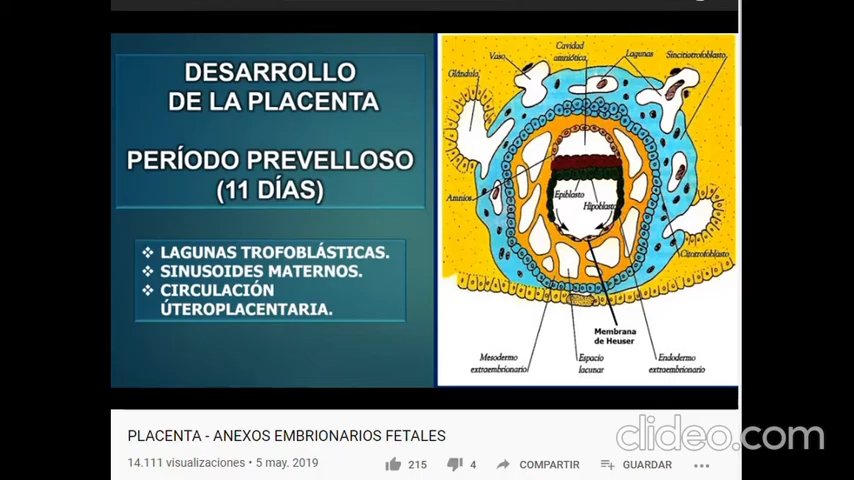 DESARROLLO
DE LA PLACENTA
PERÍODO PREVELLOSO
(11 DÍAS)
❖ LAGUNAS TROFOBLÁSTICAS.
❖ SINUSOIDES MATERNOS.
❖ CIRCULACIÓN
ÚTEROPLACENTARIA.
Cavidad
amniótica
Vaso
Lagunas
Sincitiotrofoblasto
Glándula
Amnios
Epiblasto
Hipoblasto
Citotrofoblasto
Membrana
de Heuser
Mesodermo
extraembrionario
Espacio
lacunar
Endodermo
extraembrionario
PLACENTA - ANEXOS EMBRIONARIOS FETALES
14.111 visualizaciones • 5 may. 2019
215
4
COMPARTIR
GUARDAR
clideo.com